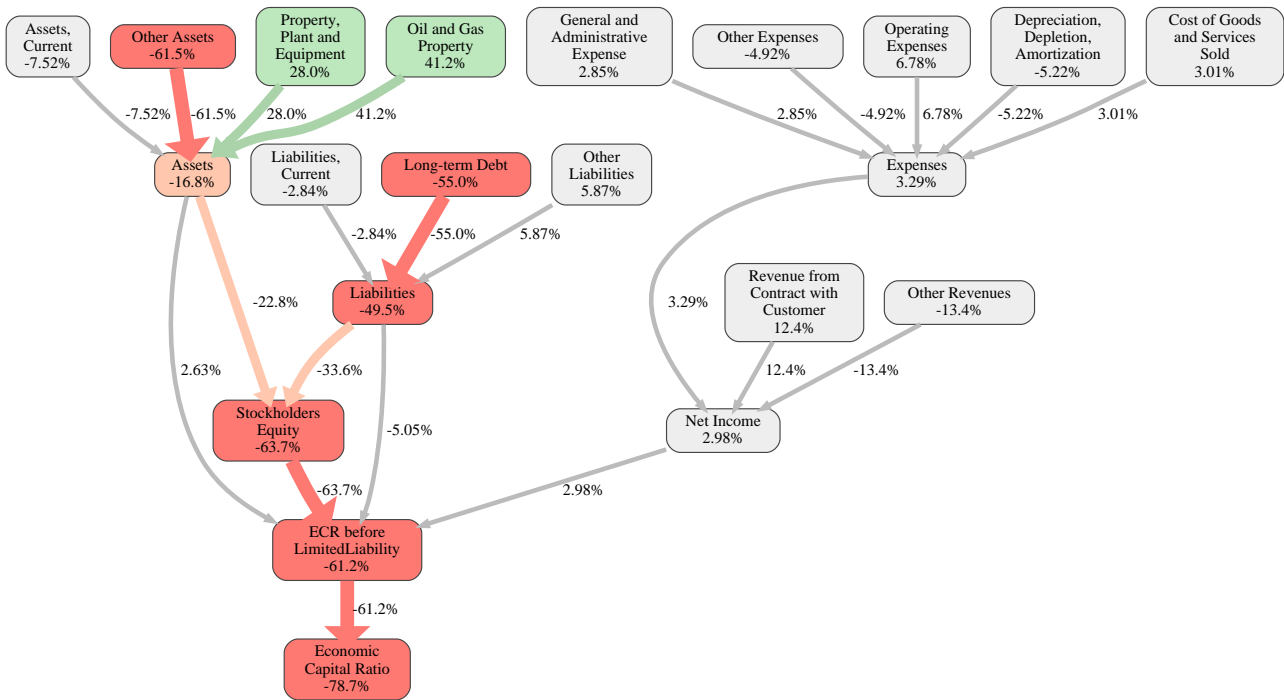 Assets,
Current
-7.52%
Other Assets
-61.5%
Property,
Plant and
Equipment
28.0%
Oil and Gas
Property
41.2%
General and
Administrative
Expense
2.85%
Other Expenses
-4.92%
Operating
Expenses
6.78%
Depreciation,
Depletion,
Amortization
-5.22%
Cost of Goods
and Services
Sold
3.01%
-7.52%
-61.5%
28.0%
41.2%
2.85%
-4.92%
6.78%
-5.22%
3.01%
Assets
-16.8%
Liabilities,
Current
-2.84%
Long-term Debt
-55.0%
Other
Liabilities
5.87%
Expenses
3.29%
-2.84%
-55.0%
5.87%
-22.8%
Liabilities
-49.5%
3.29%
Revenue from
Contract with
Customer
12.4%
Other Revenues
-13.4%
2.63%
-33.6%
12.4%
-13.4%
Stockholders
Equity
-63.7%
-5.05%
Net Income
2.98%
-63.7%
2.98%
ECR before
LimitedLiability
-61.2%
-61.2%
Economic
Capital Ratio
-78.7%